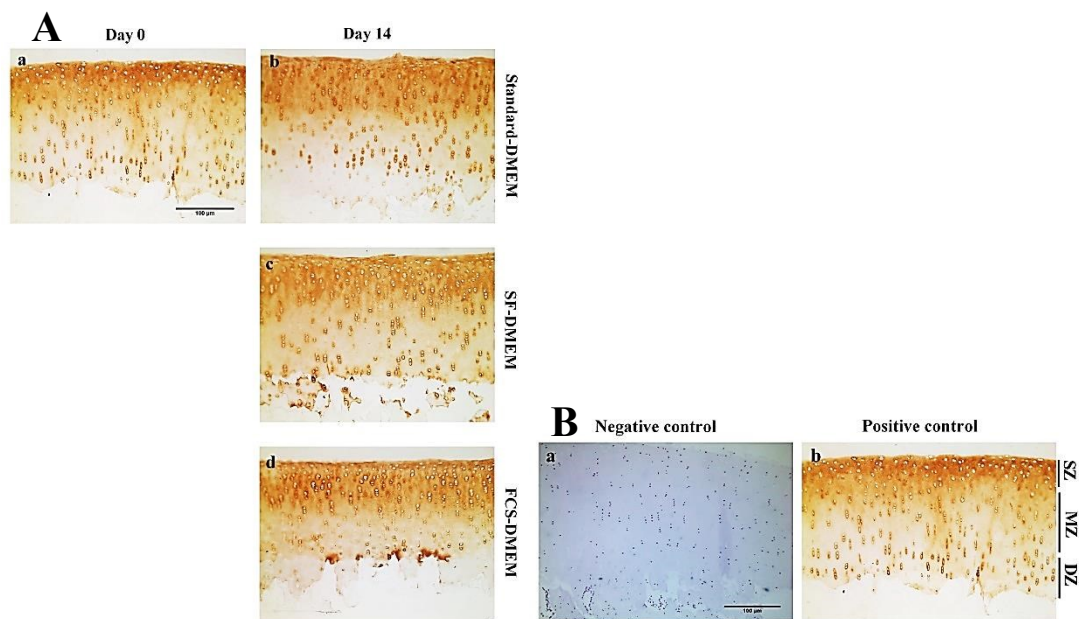 A
Day 0
Day 14
a
b
Standard-DMEM
100 µm
c
SF-DMEM
d
FCS-DMEM
B
Negative control
Positive control
a
b
SZ
MZ
DZ
100 µm